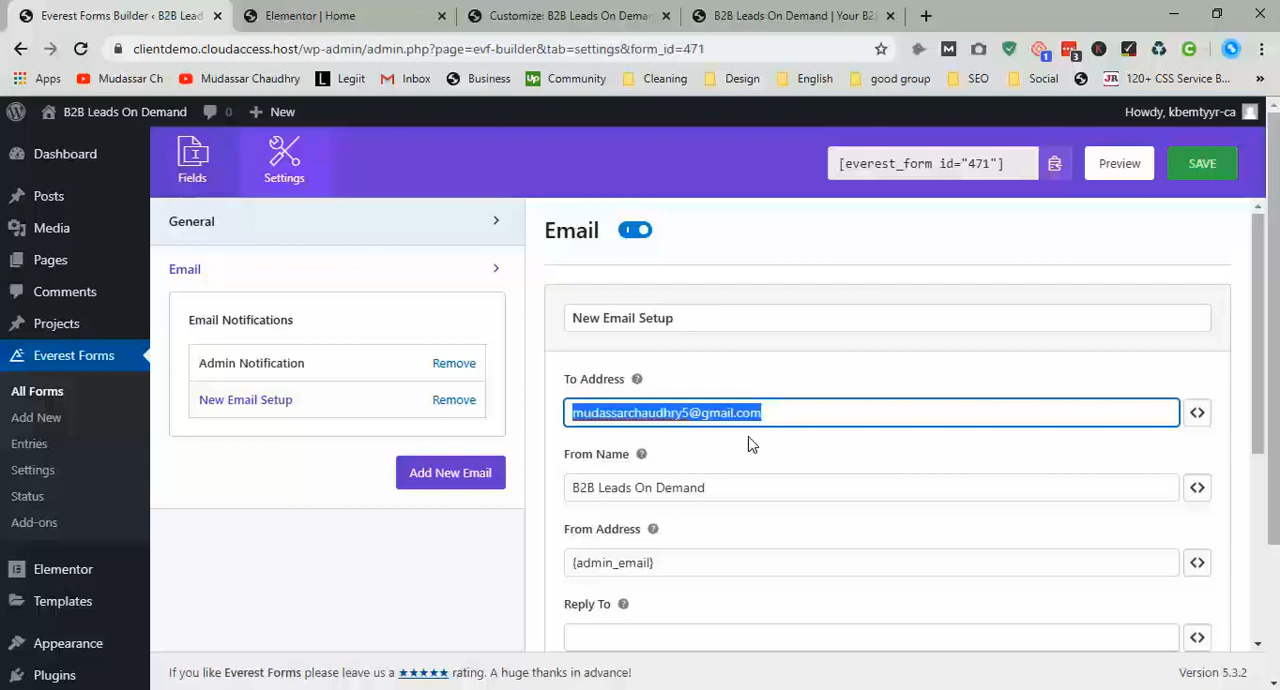 Everest Forms Builder ‹ B2B Lead
Elementor | Home
Customize: B2B Leads On Deman
B2B Leads On Demand | Your B2B
clientdemo.cloudaccess.host/wp-admin/admin.php?page=evf-builder&tab=settings&form_id=471
Apps
Mudassar Ch
Mudassar Chaudhry
Legiit
Inbox
Business
Community
Cleaning
Design
English
good group
SEO
Social
120+ CSS Service B...
B2B Leads On Demand
0
New
Howdy, kbemtyyr-ca
Dashboard
Posts
Media
Pages
Comments
Projects
Everest Forms
All Forms
Add New
Entries
Settings
Status
Add-ons
Elementor
Templates
Appearance
Plugins
Fields
Settings
[everest_form id="471"]
Preview
SAVE
General
Email
Email Notifications
Admin Notification
Remove
New Email Setup
Remove
Add New Email
Email
New Email Setup
To Address
mudassarchaudhry5@gmail.com
From Name
B2B Leads On Demand
From Address
{admin_email}
Reply To
If you like Everest Forms please leave us a ★★★★★ rating. A huge thanks in advance!
Version 5.3.2